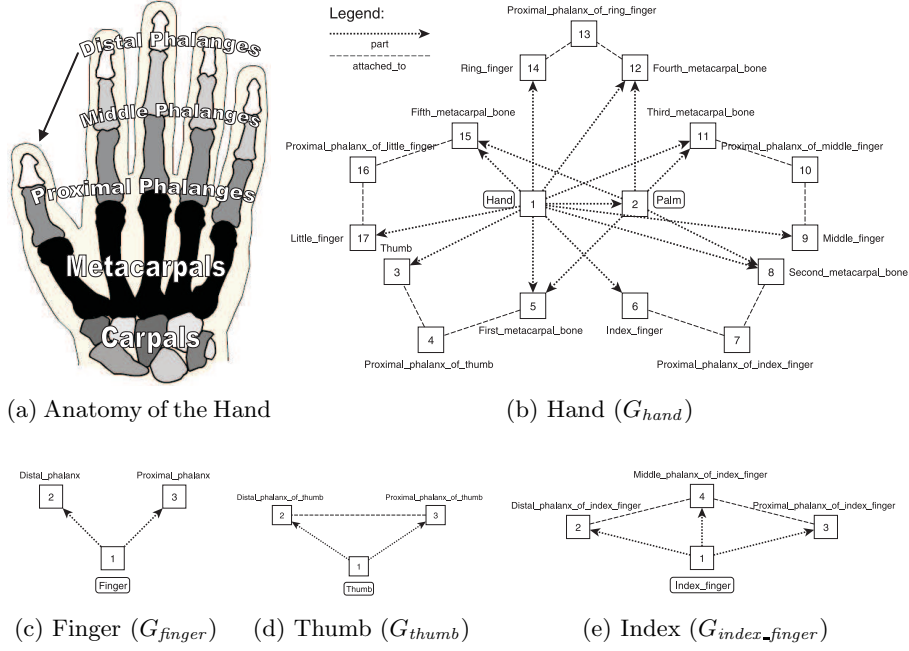 Distal Phalanges
Middle Phalanges
Proximal Phalanges
Metacarpals
Carpals
(a) Anatomy of the Hand
Legend:
part
attached_to
Proximal_phalanx_of_ring_finger
13
Ring_finger
14
12
Fourth_metacarpal_bone
Fifth_metacarpal_bone
15
Third_metacarpal_bone
11
Proximal_phalanx_of_little_finger
16
Proximal_phalanx_of_middle_finger
10
Hand
1
2
Palm
Little_finger
17
9
Middle_finger
Thumb
3
8
Second_metacarpal_bone
5
First_metacarpal_bone
6
Index_finger
4
Proximal_phalanx_of_thumb
7
Proximal_phalanx_of_index_finger
(b) Hand (G_hand)
Distal_phalanx
2
Proximal_phalanx
3
1
Finger
(c) Finger (G_finger)
Distal_phalanx_of_thumb
2
Proximal_phalanx_of_thumb
3
1
Thumb
(d) Thumb (G_thumb)
Middle_phalanx_of_index_finger
4
Distal_phalanx_of_index_finger
2
Proximal_phalanx_of_index_finger
3
1
Index_finger
(e) Index (G_index_finger)